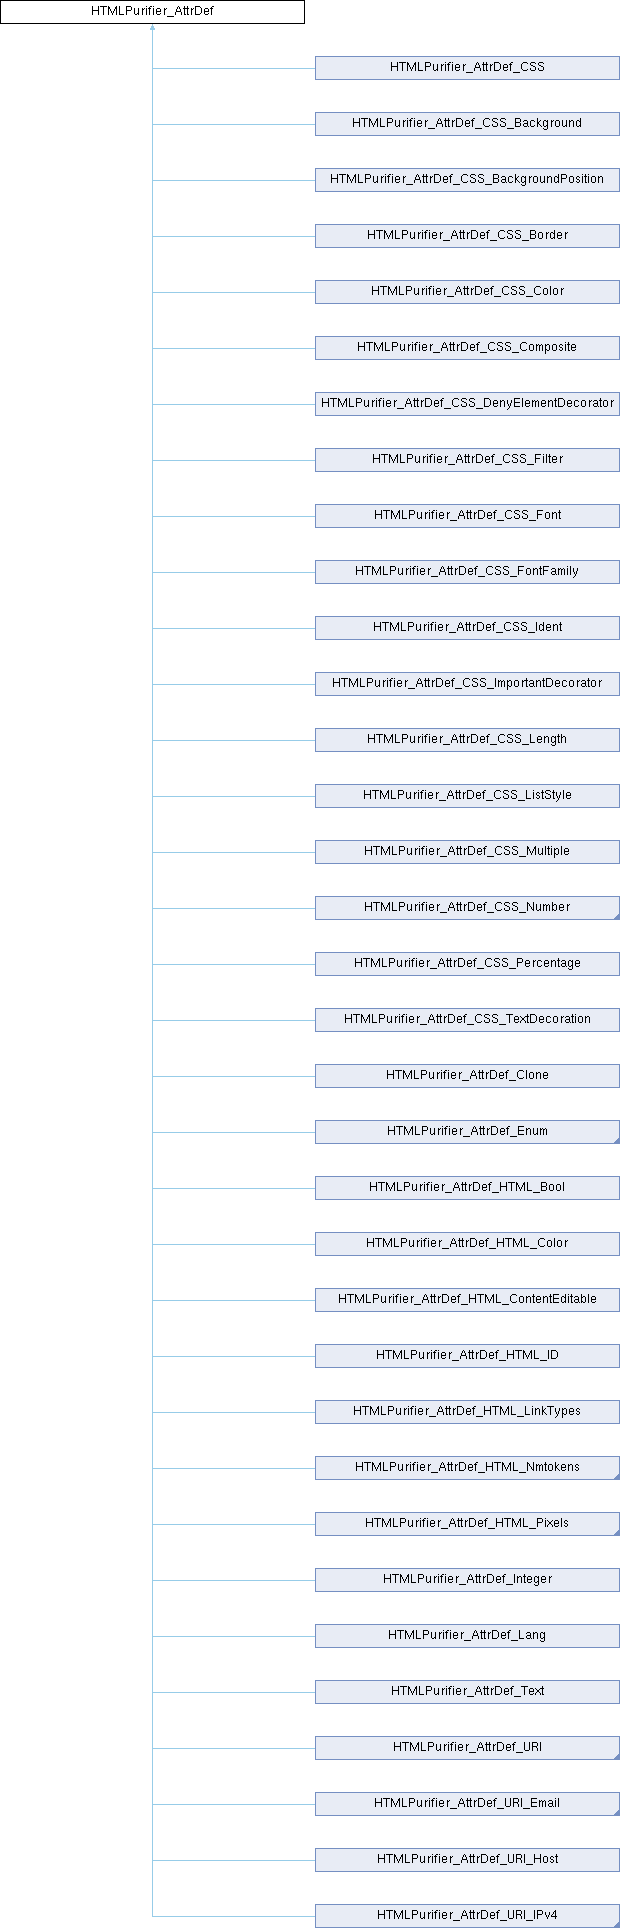 HTMLPurifier_AttrDef
HTMLPurifier_AttrDef_CSS
HTMLPurifier_AttrDef_CSS_Background
HTMLPurifier_AttrDef_CSS_BackgroundPosition
HTMLPurifier_AttrDef_CSS_Border
HTMLPurifier_AttrDef_CSS_Color
HTMLPurifier_AttrDef_CSS_Composite
HTMLPurifier_AttrDef_CSS_DenyElementDecorator
HTMLPurifier_AttrDef_CSS_Filter
HTMLPurifier_AttrDef_CSS_Font
HTMLPurifier_AttrDef_CSS_FontFamily
HTMLPurifier_AttrDef_CSS_Ident
HTMLPurifier_AttrDef_CSS_ImportantDecorator
HTMLPurifier_AttrDef_CSS_Length
HTMLPurifier_AttrDef_CSS_ListStyle
HTMLPurifier_AttrDef_CSS_Multiple
HTMLPurifier_AttrDef_CSS_Number
HTMLPurifier_AttrDef_CSS_Percentage
HTMLPurifier_AttrDef_CSS_TextDecoration
HTMLPurifier_AttrDef_Clone
HTMLPurifier_AttrDef_Enum
HTMLPurifier_AttrDef_HTML_Bool
HTMLPurifier_AttrDef_HTML_Color
HTMLPurifier_AttrDef_HTML_ContentEditable
HTMLPurifier_AttrDef_HTML_ID
HTMLPurifier_AttrDef_HTML_LinkTypes
HTMLPurifier_AttrDef_HTML_Nmtokens
HTMLPurifier_AttrDef_HTML_Pixels
HTMLPurifier_AttrDef_Integer
HTMLPurifier_AttrDef_Lang
HTMLPurifier_AttrDef_Text
HTMLPurifier_AttrDef_URI
HTMLPurifier_AttrDef_URI_Email
HTMLPurifier_AttrDef_URI_Host
HTMLPurifier_AttrDef_URI_IPv4